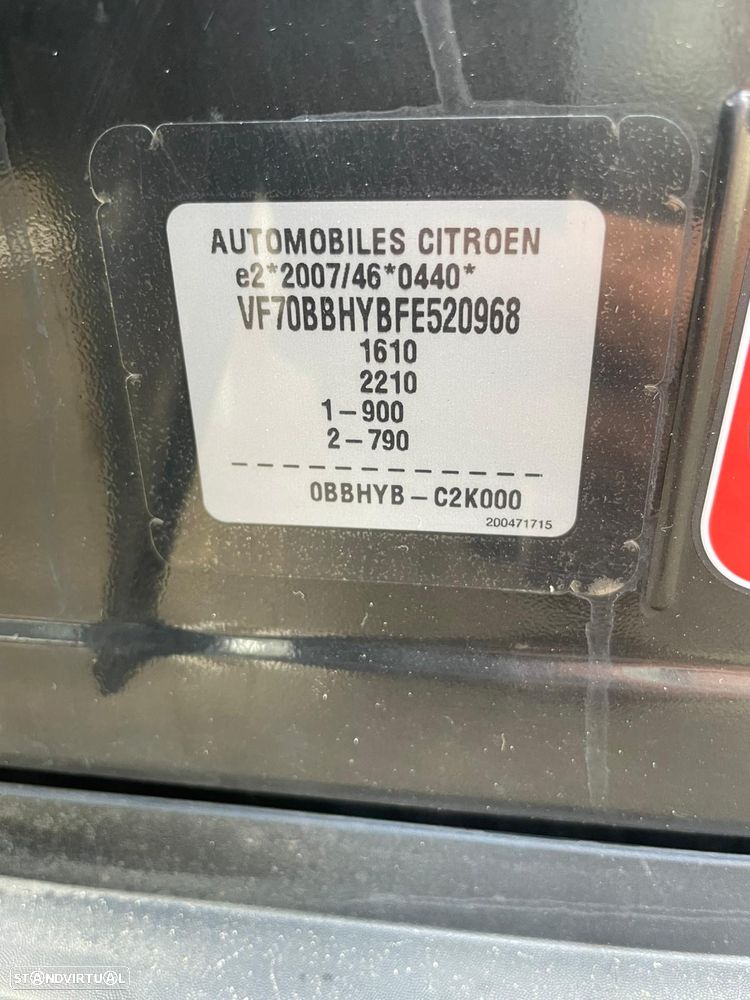 AUTOMOBILES CITROEN
e2*2007/46*0440*
VF70BBHYBFE520968
1610
2210
1-900
2-790
0BBHYB-C2K000
200471715
STANDVIRTUAL